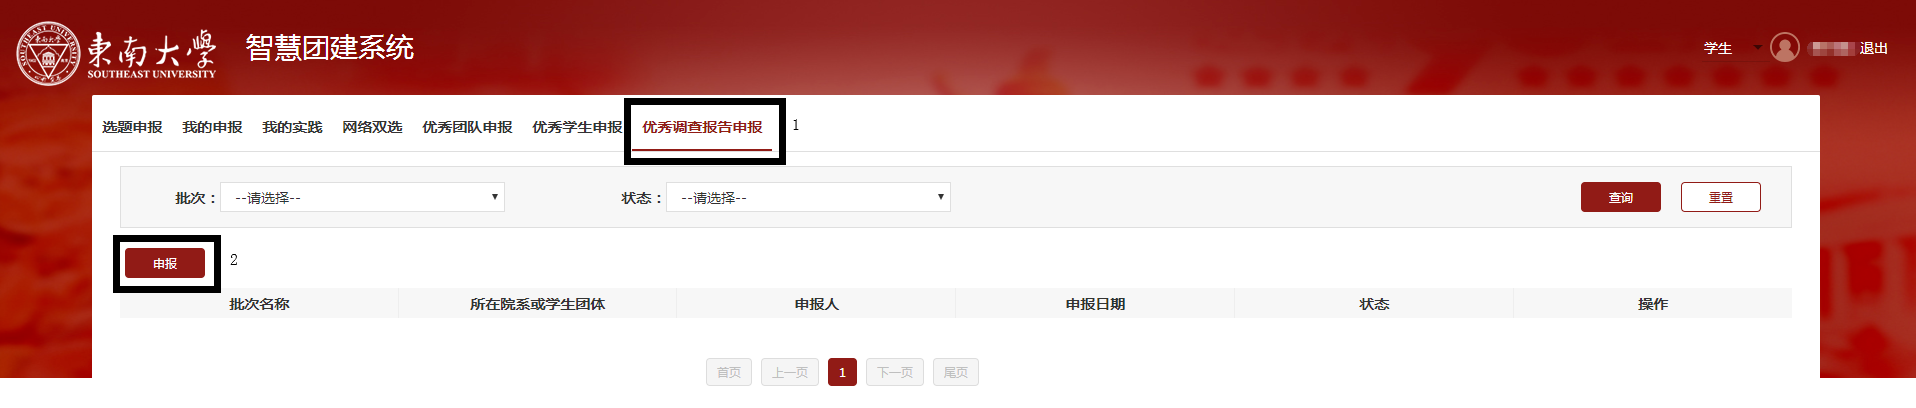 東南大學
SOUTHEAST UNIVERSITY
智慧团建系统
学生
退出
选题申报 我的申报 我的实践 网络双选 优秀团队申报 优秀学生申报 优秀调查报告申报 1
批次： --请选择-- 状态： --请选择-- 查询 重置
申报 2
批次名称 所在院系或学生团体 申报人 申报日期 状态 操作
首页 上一页 1 下一页 尾页